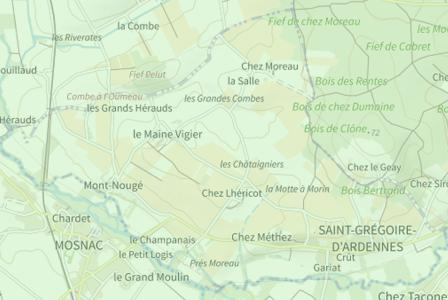 la Combe
Fief de chez Moreau
les Riverates
Fief de Cabret
Chez Moreau
ouillaud
Fief Pelut
la Salle
Bois des Rentes
Combe à Foumeau
les Grandes Combes
les Grands Hérauds
Bois de chez Dumaine
Hérauds
le Maine Vigier
Bois de Clône
72
les Châtaigniers
Chez le Geay
Mont-Nougé
Chez Lhéricot
la Motte à Morin
Bois Bertrand
Chardet
MOSNAC
le Champanais
Chez Méthez
SAINT-GRÉGOIRE-
D'ARDENNES
le Petit Logis
Prés Moreau
Crût
Gariat
le Grand Moulin